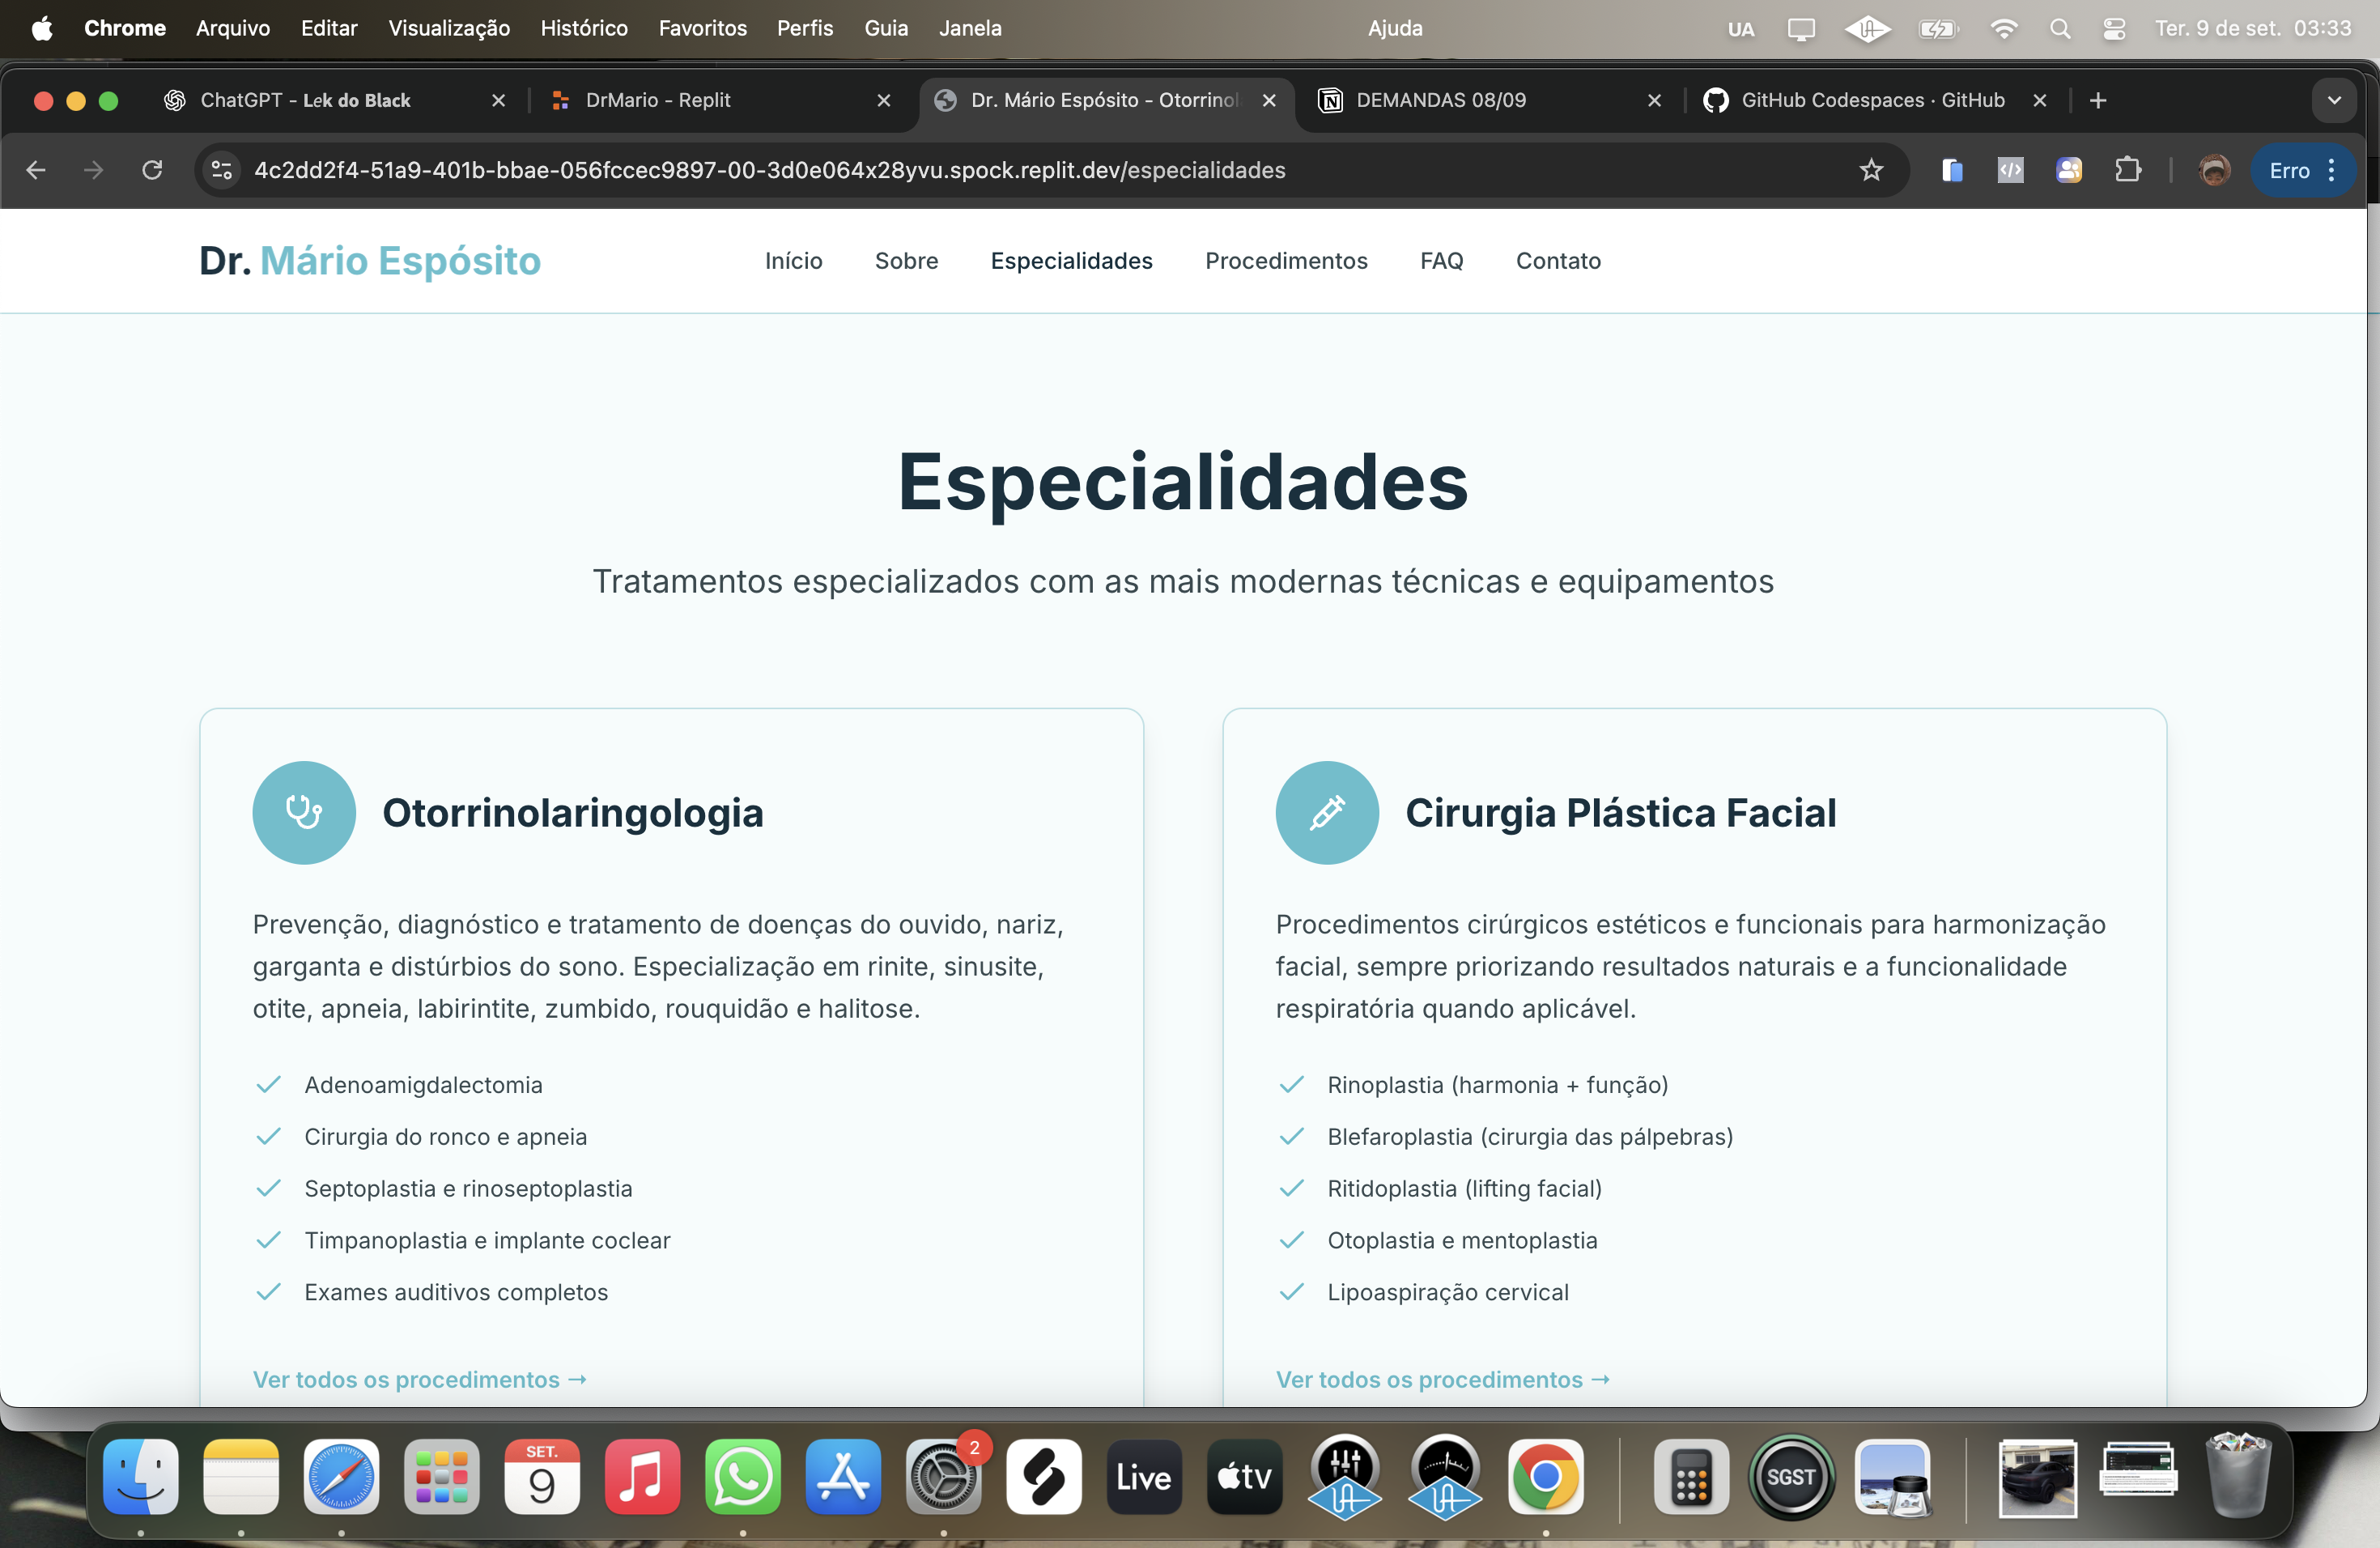 Chrome Arquivo Editar Visualização Histórico Favoritos Perfis Guia Janela Ajuda UA Ter. 9 de set. 03:33
ChatGPT - Lek do Black DrMario - Replit Dr. Mário Espósito - Otorrinol DEMANDAS 08/09 GitHub Codespaces · GitHub
4c2dd2f4-51a9-401b-bbae-056fccec9897-00-3d0e064x28yvu.spock.replit.dev/especialidades Erro
Dr. Mário Espósito Início Sobre Especialidades Procedimentos FAQ Contato
Especialidades
Tratamentos especializados com as mais modernas técnicas e equipamentos
Otorrinolaringologia
Prevenção, diagnóstico e tratamento de doenças do ouvido, nariz,
garganta e distúrbios do sono. Especialização em rinite, sinusite,
otite, apneia, labirintite, zumbido, rouquidão e halitose.
Adenoamigdalectomia
Cirurgia do ronco e apneia
Septoplastia e rinoseptoplastia
Timpanoplastia e implante coclear
Exames auditivos completos
Ver todos os procedimentos →
Cirurgia Plástica Facial
Procedimentos cirúrgicos estéticos e funcionais para harmonização
facial, sempre priorizando resultados naturais e a funcionalidade
respiratória quando aplicável.
Rinoplastia (harmonia + função)
Blefaroplastia (cirurgia das pálpebras)
Ritidoplastia (lifting facial)
Otoplastia e mentoplastia
Lipoaspiração cervical
Ver todos os procedimentos →
SET.
9
2
Live
tv
SGST